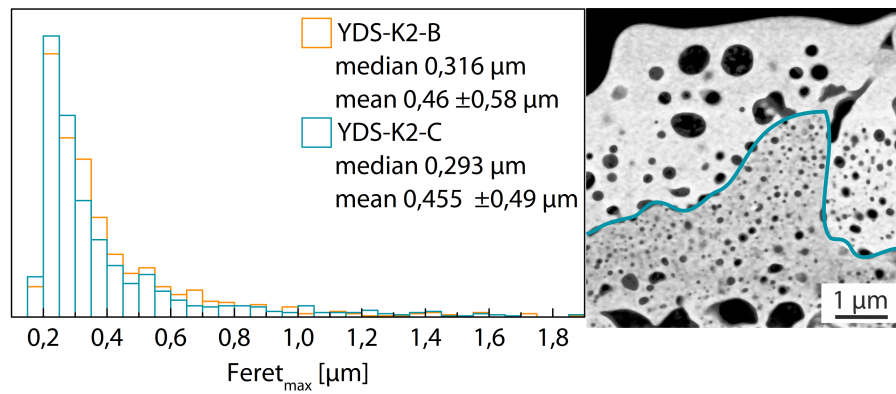 YDS-K2-B
median 0,316 µm
mean 0,46 ±0,58 µm
YDS-K2-C
median 0,293 µm
mean 0,455 ±0,49 µm
0,2 0,4 0,6 0,8 1,0 1,2 1,4 1,6 1,8
Feretmax [µm]
1 µm